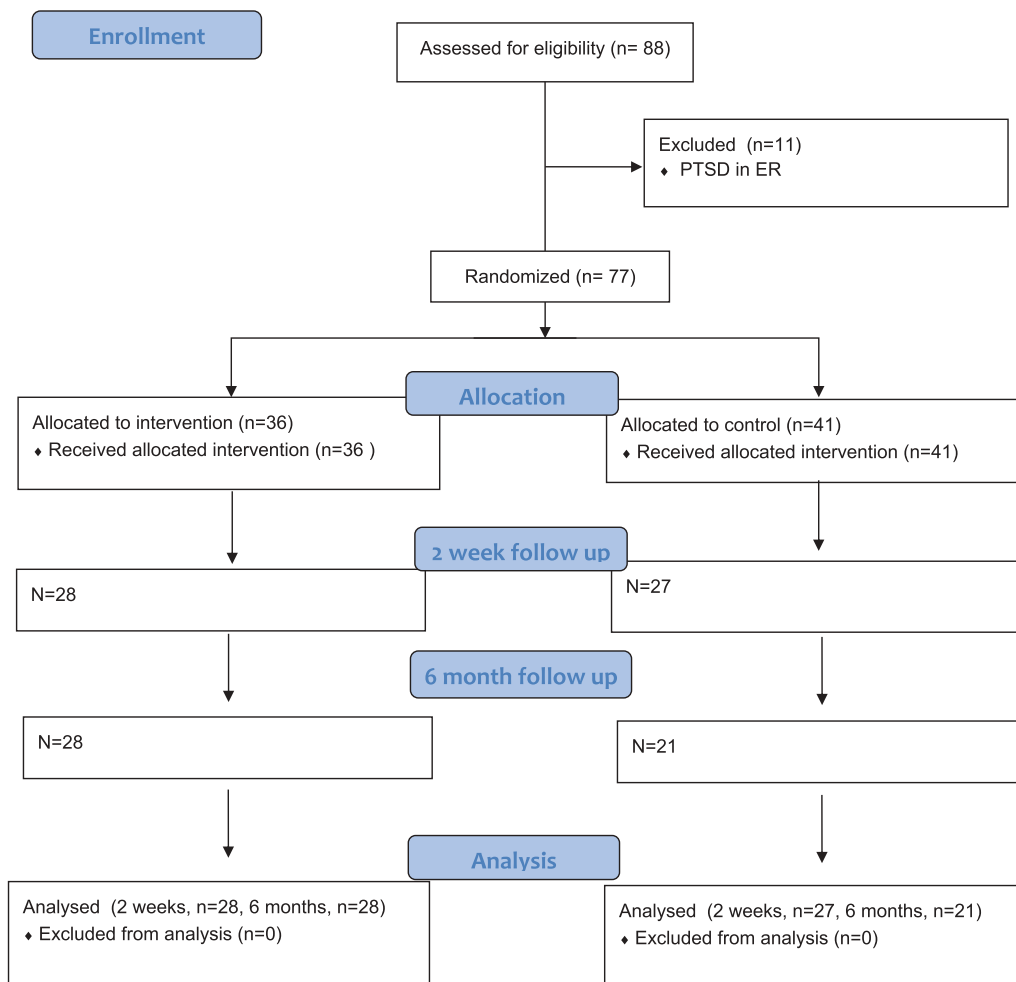 Enrollment
Assessed for eligibility (n= 88)
Excluded (n=11)
♦ PTSD in ER
Randomized (n= 77)
Allocation
Allocated to intervention (n=36)
♦ Received allocated intervention (n=36 )
Allocated to control (n=41)
♦ Received allocated intervention (n=41)
2 week follow up
N=28
N=27
6 month follow up
N=28
N=21
Analysis
Analysed (2 weeks, n=28, 6 months, n=28)
♦ Excluded from analysis (n=0)
Analysed (2 weeks, n=27, 6 months, n=21)
♦ Excluded from analysis (n=0)